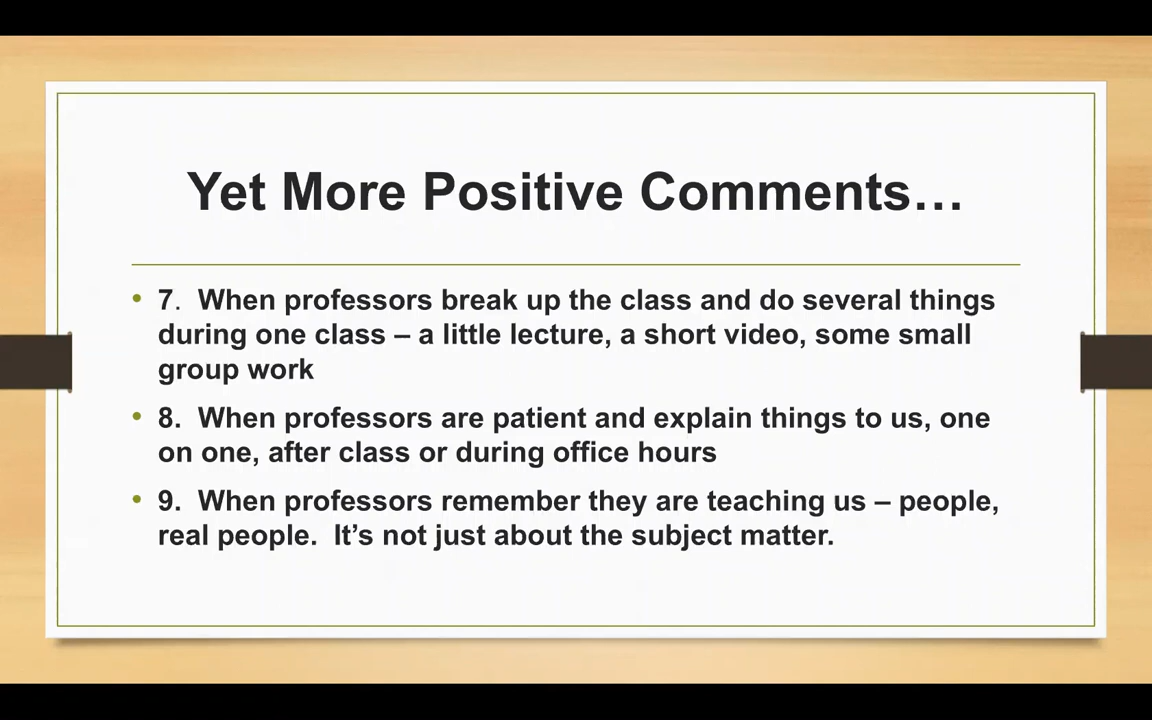 Yet More Positive Comments…
• 7.  When professors break up the class and do several things
during one class – a little lecture, a short video, some small
group work
• 8.  When professors are patient and explain things to us, one
on one, after class or during office hours
• 9.  When professors remember they are teaching us – people,
real people.  It’s not just about the subject matter.